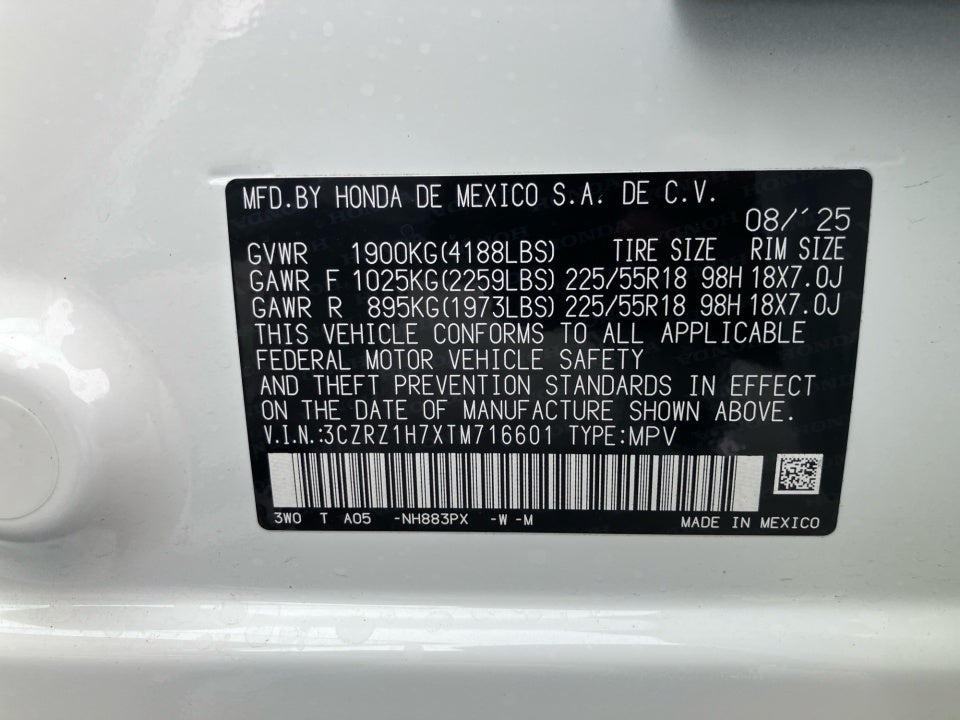 MFD.BY HONDA DE MEXICO S.A. DE C.V.
08/'25
GVWR 1900KG(4188LBS) TIRE SIZE RIM SIZE
GAWR F 1025KG(2259LBS) 225/55R18 98H 18X7.0J
GAWR R 895KG(1973LBS) 225/55R18 98H 18X7.0J
THIS VEHICLE CONFORMS TO ALL APPLICABLE
FEDERAL MOTOR VEHICLE SAFETY
AND THEFT PREVENTION STANDARDS IN EFFECT
ON THE DATE OF MANUFACTURE SHOWN ABOVE.
V.I.N.:3CZRZ1H7XTM716601 TYPE:MPV
3W0 T A05 -NH883PX -W -M MADE IN MEXICO